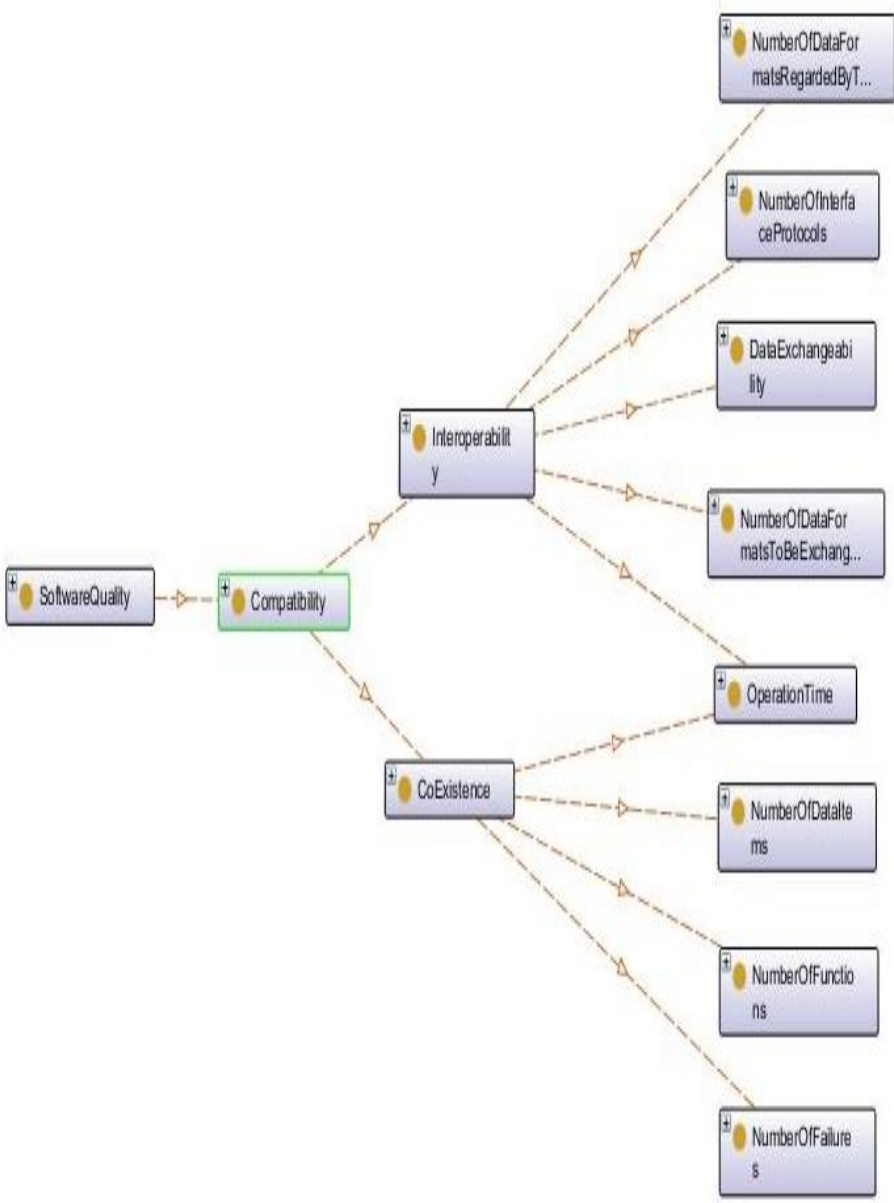 NumberOfDataFor
matsRegardedByT...
NumberOfInterfa
ceProtocols
DataExchangeabi
lity
Interoperabilit
y
NumberOfDataFor
matsToBeExchang...
SoftwareQuality
Compatibility
OperationTime
CoExistence
NumberOfDataIte
ms
NumberOfFunctio
ns
NumberOfFailure
s